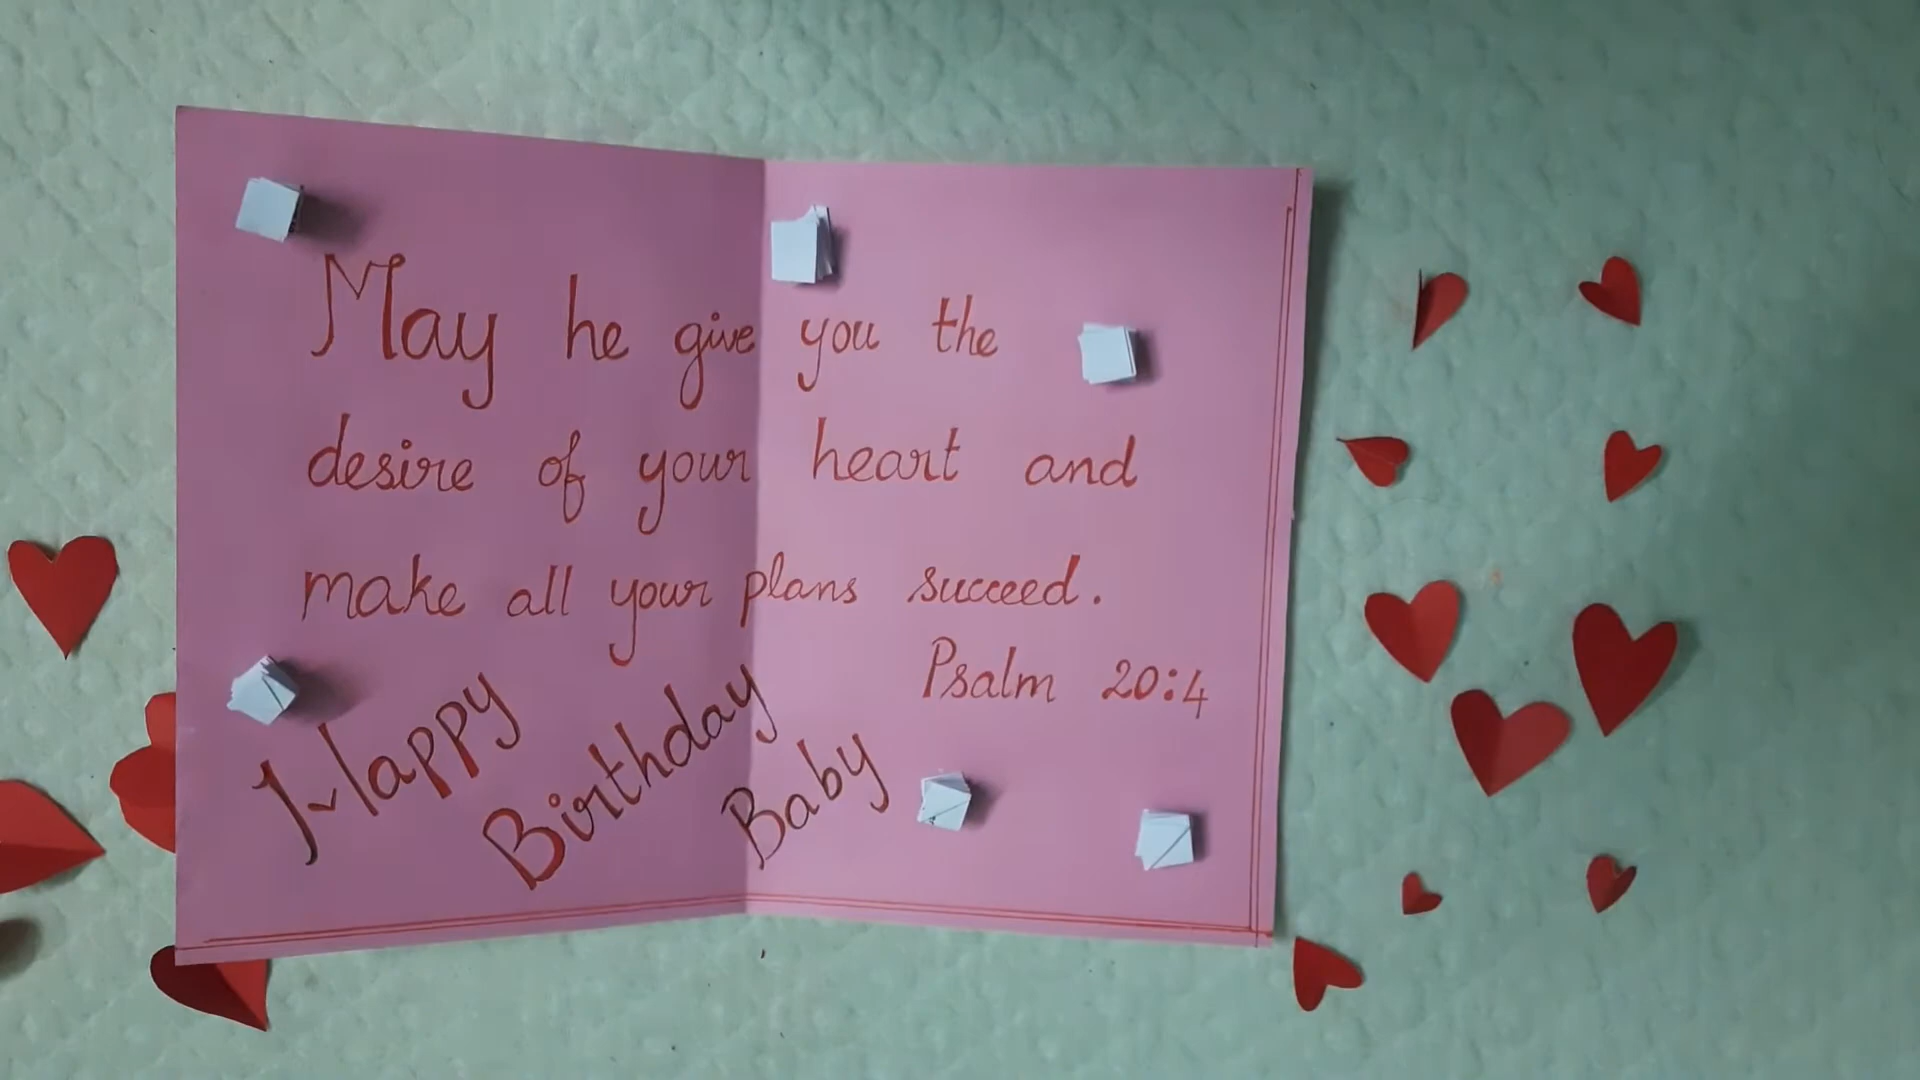 May he give you the
desire of your heart and
make all your plans succeed.
Psalm 20:4
Happy
Birthday
Baby